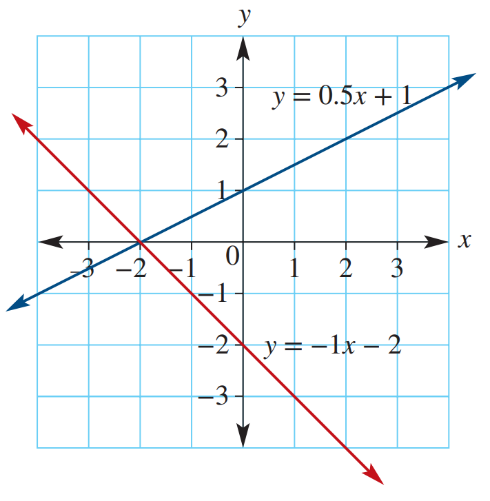 y
3
y = 0.5x + 1
2
1
x
0
-3 -2 -1 1 2 3
-1
-2 y = -1x - 2
-3